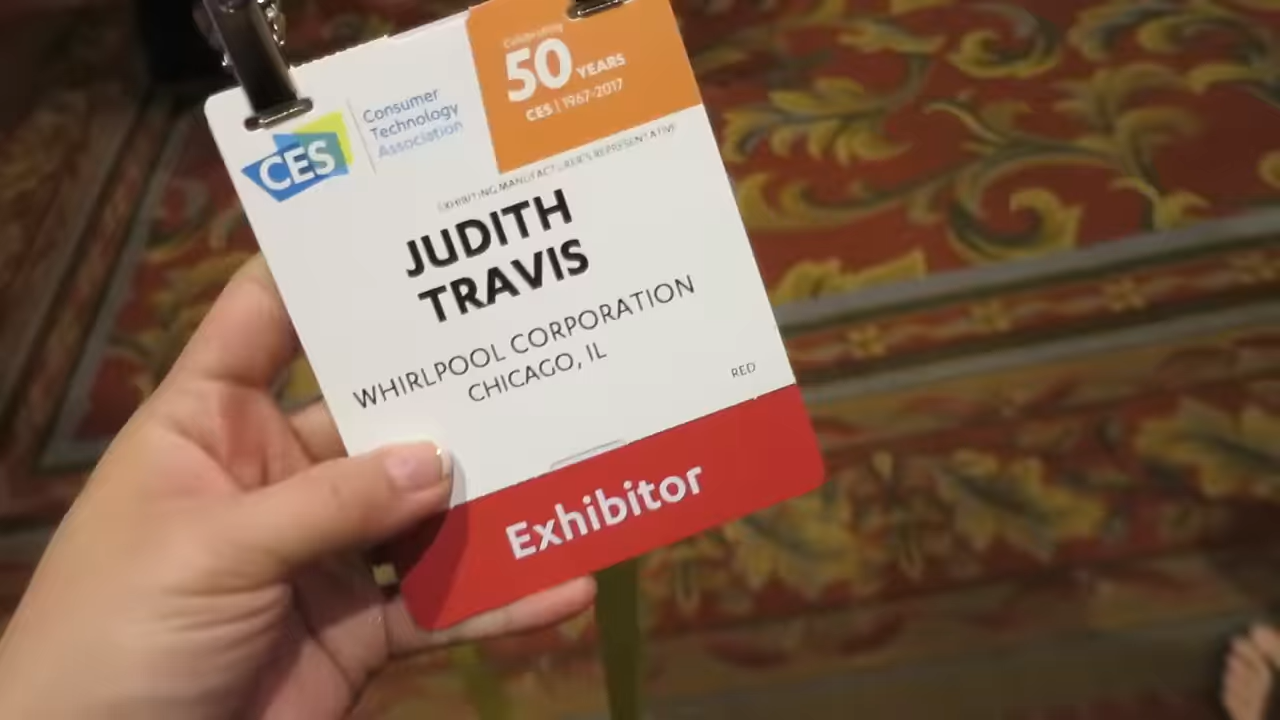 CES
Consumer
Technology
Association
Celebrating
50 YEARS
CES | 1967-2017
EXHIBITING MANUFACTURER'S REPRESENTATIVE
JUDITH
TRAVIS
WHIRLPOOL CORPORATION
CHICAGO, IL
RED
Exhibitor